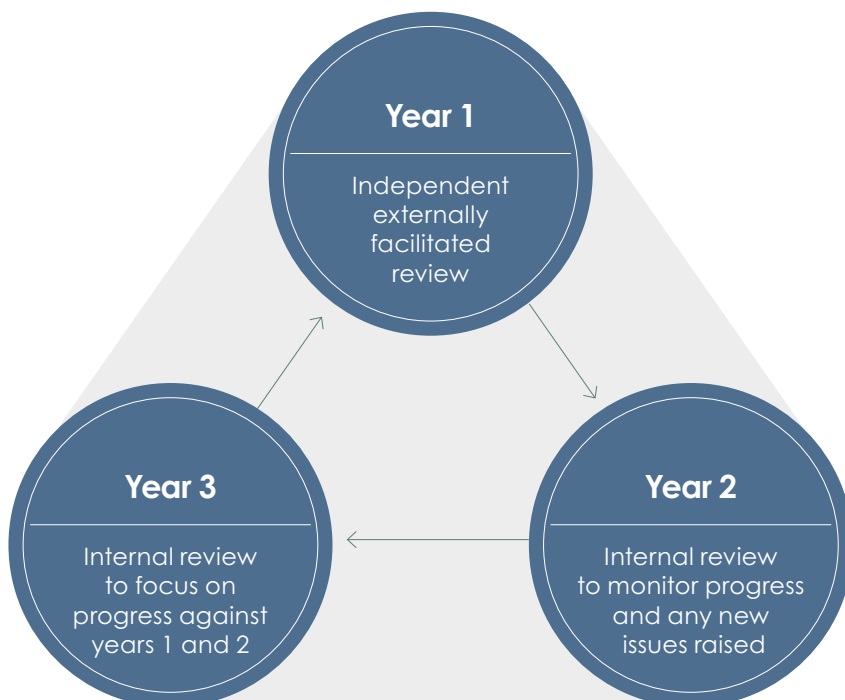 Year 1
Independent
externally
facilitated
review
Year 2
Internal review
to monitor progress
and any new
issues raised
Year 3
Internal review
to focus on
progress against
years 1 and 2